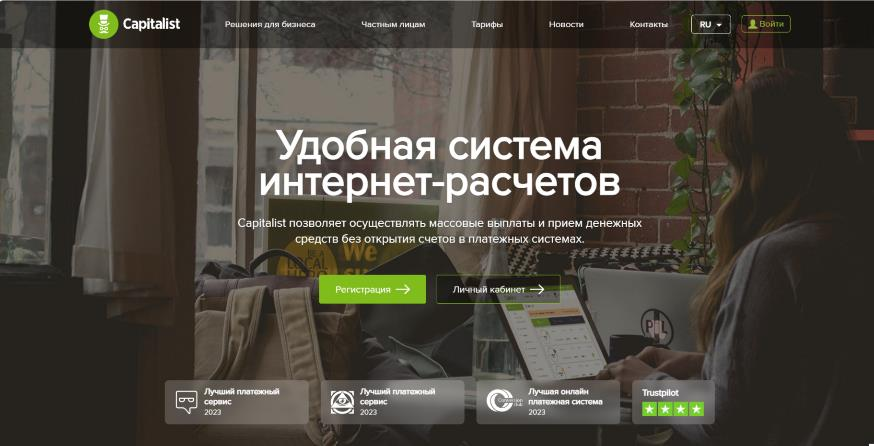 Capitalist
Решения для бизнеса
Частным лицам
Тарифы
Новости
Контакты
RU
Войти
Удобная система
интернет-расчетов
Capitalist позволяет осуществлять массовые выплаты и прием денежных
средств без открытия счетов в платежных системах.
We
Регистрация
Личный кабинет
Лучший платежный
сервис
2023
Лучший платежный
сервис
2023
Лучшая онлайн
платежная система
2023
Trustpilot